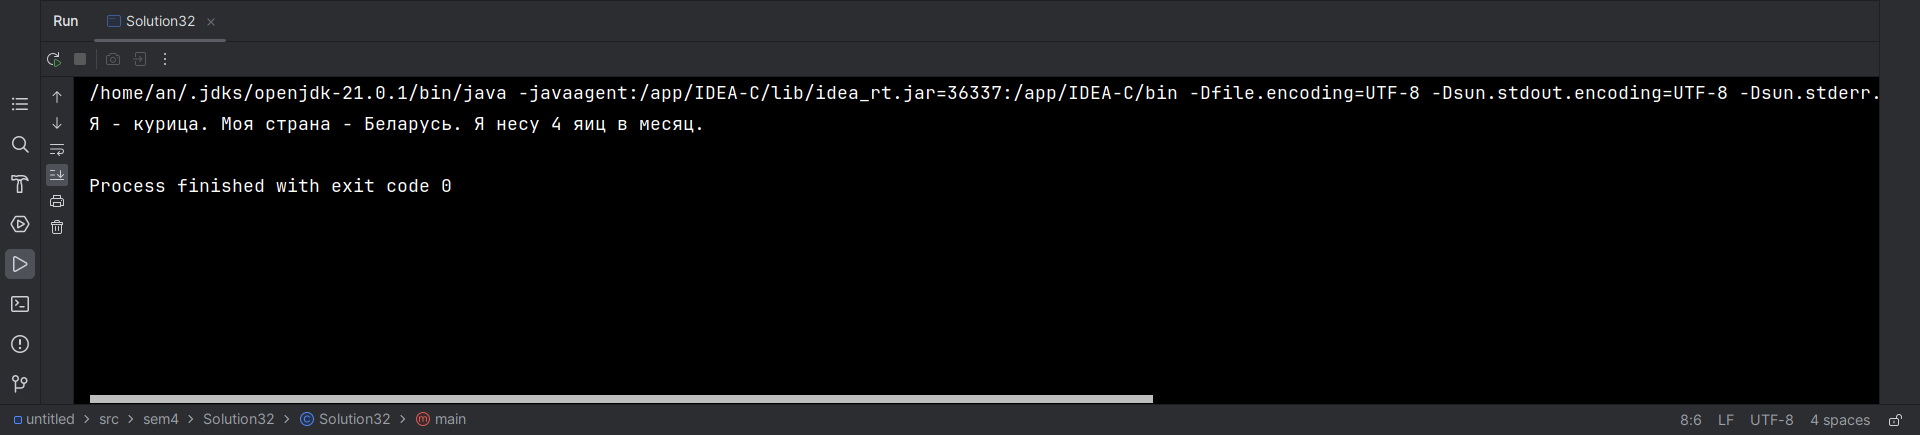 Run Solution32
/home/an/.jdks/openjdk-21.0.1/bin/java -javaagent:/app/IDEA-C/lib/idea_rt.jar=36337:/app/IDEA-C/bin -Dfile.encoding=UTF-8 -Dsun.stdout.encoding=UTF-8 -Dsun.stderr.
Я - курица. Моя страна - Беларусь. Я несу 4 яиц в месяц.
Process finished with exit code 0
untitled > src > sem4 > Solution32 > Solution32 > main 8:6 LF UTF-8 4 spaces